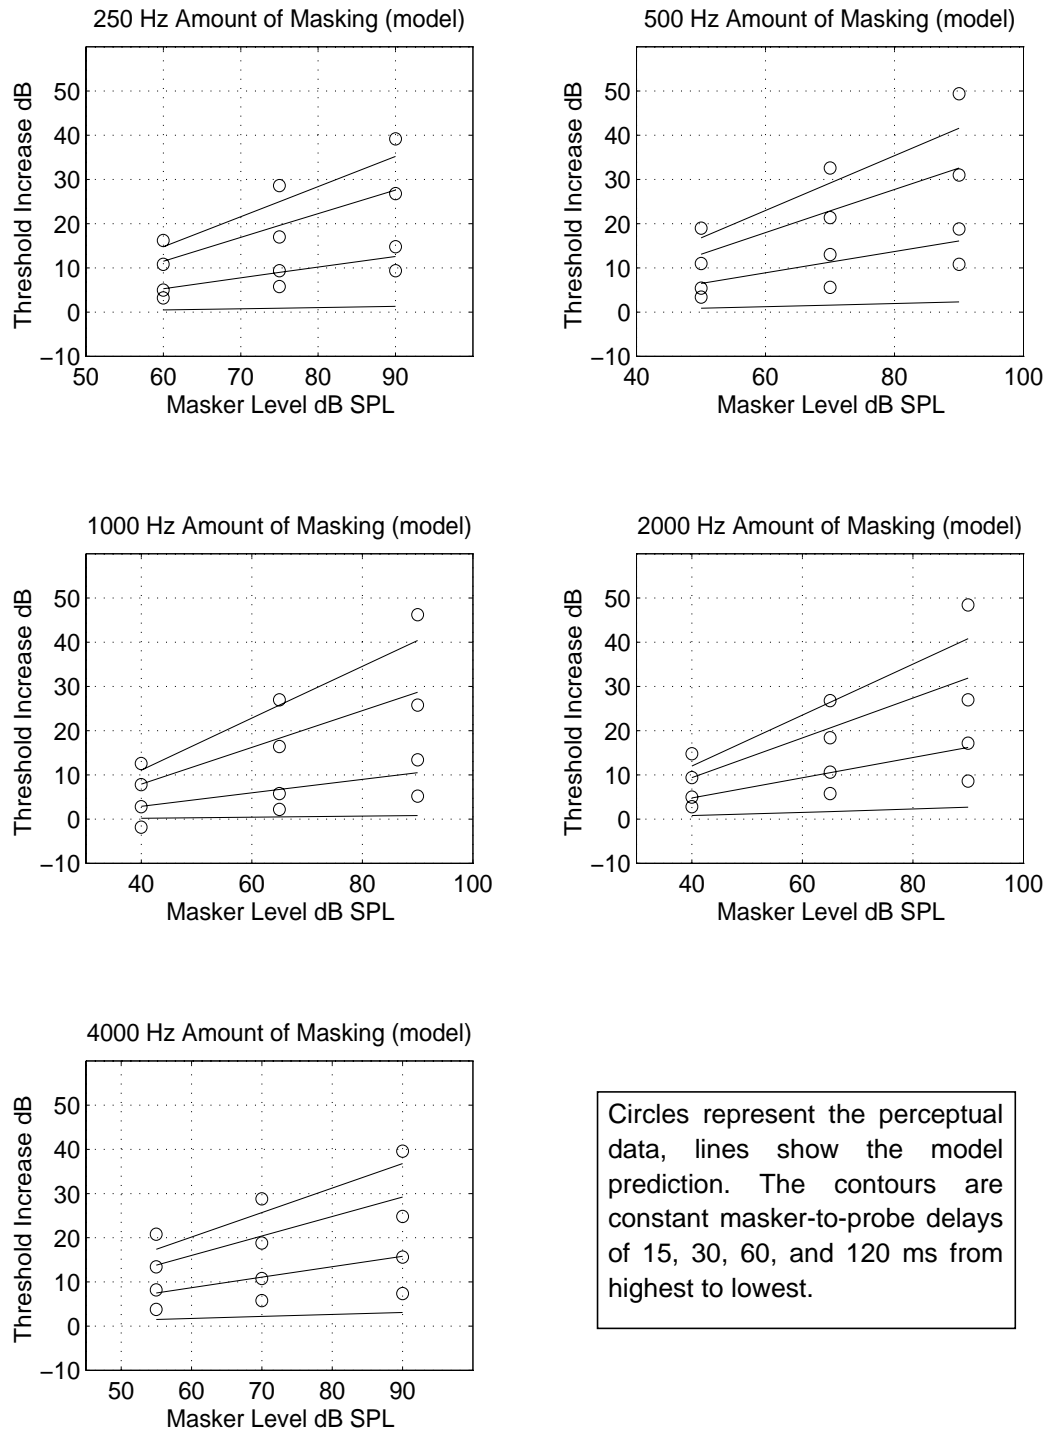 250 Hz Amount of Masking (model)
50
40
30
20
10
0
−10
Threshold Increase dB
50 60 70 80 90
Masker Level dB SPL
500 Hz Amount of Masking (model)
50
40
30
20
10
0
−10
Threshold Increase dB
40 60 80 100
Masker Level dB SPL
1000 Hz Amount of Masking (model)
50
40
30
20
10
0
−10
Threshold Increase dB
40 60 80 100
Masker Level dB SPL
2000 Hz Amount of Masking (model)
50
40
30
20
10
0
−10
Threshold Increase dB
40 60 80 100
Masker Level dB SPL
4000 Hz Amount of Masking (model)
50
40
30
20
10
0
−10
Threshold Increase dB
50 60 70 80 90
Masker Level dB SPL
Circles represent the perceptual
data, lines show the model
prediction. The contours are
constant masker-to-probe delays
of 15, 30, 60, and 120 ms from
highest to lowest.